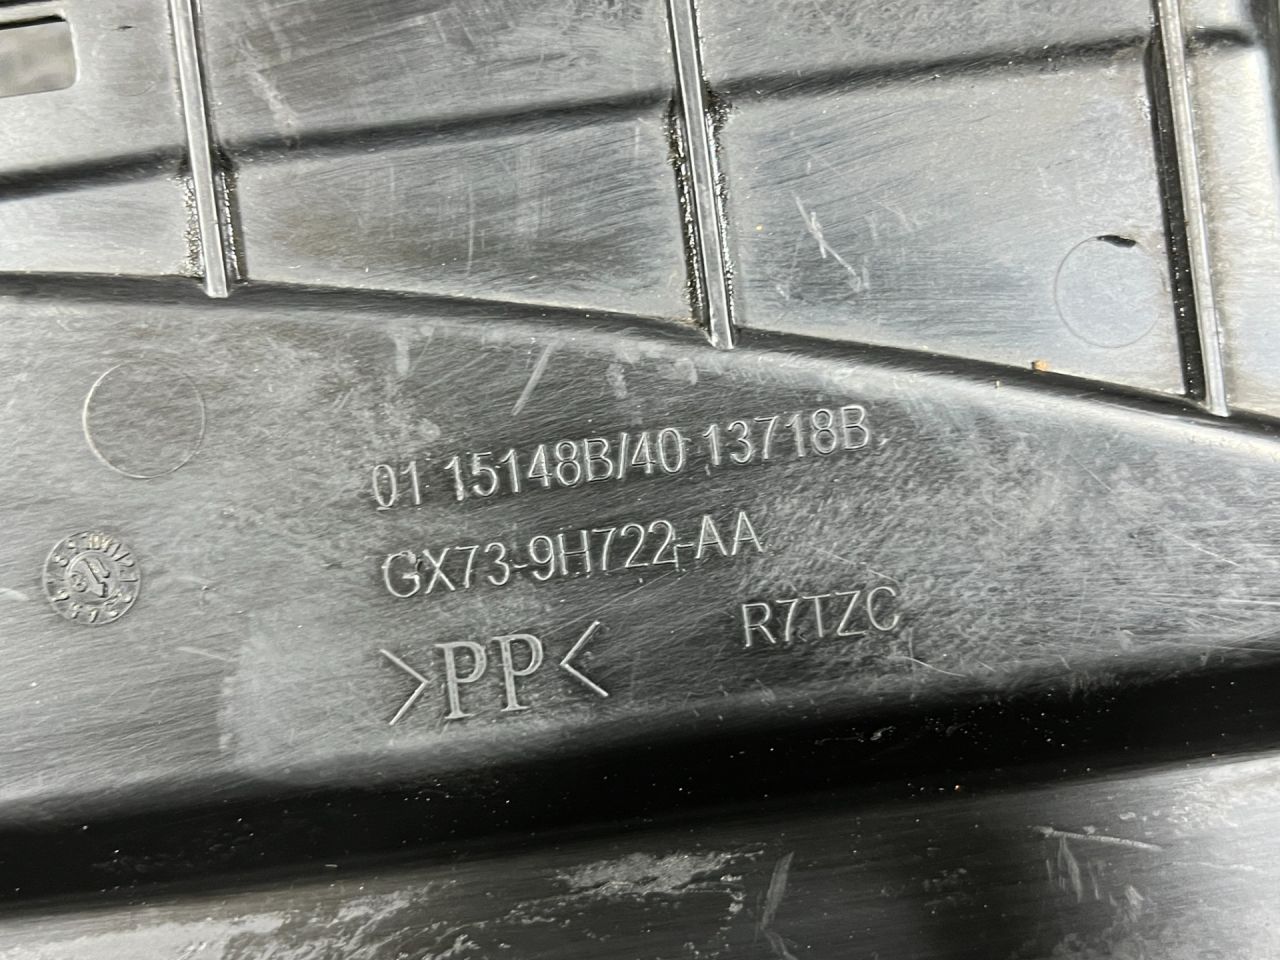 01 15148B/40 13718B
GX73-9H722-AA
R7TZC
>PP<